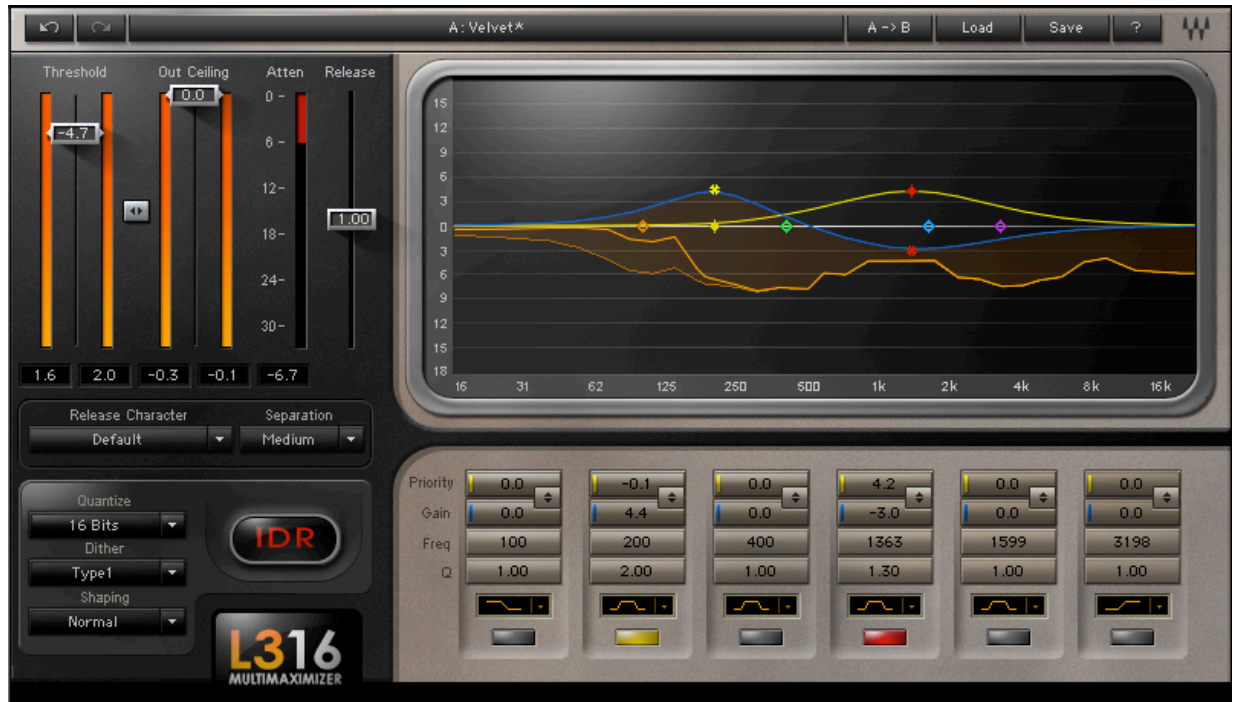 A: Velvet* A->B Load Save ?
Threshold Out Ceiling Atten Release
-4.7 0.0 1.00
0-
6-
12-
18-
24-
30-
1.6 2.0 -0.3 -0.1 -6.7
Release Character Separation
Default Medium
Quantize
16 Bits
Dither
Type1
Shaping
Normal
IDR
L316
MULTIMAXIMIZER
15
12
9
6
3
0
3
6
9
12
15
18
16 31 62 125 250 500 1k 2k 4k 8k 16k
Priority 0.0 -0.1 0.0 4.2 0.0 0.0
Gain 0.0 4.4 0.0 -3.0 0.0 0.0
Freq 100 200 400 1363 1599 3198
Q 1.00 2.00 1.00 1.30 1.00 1.00